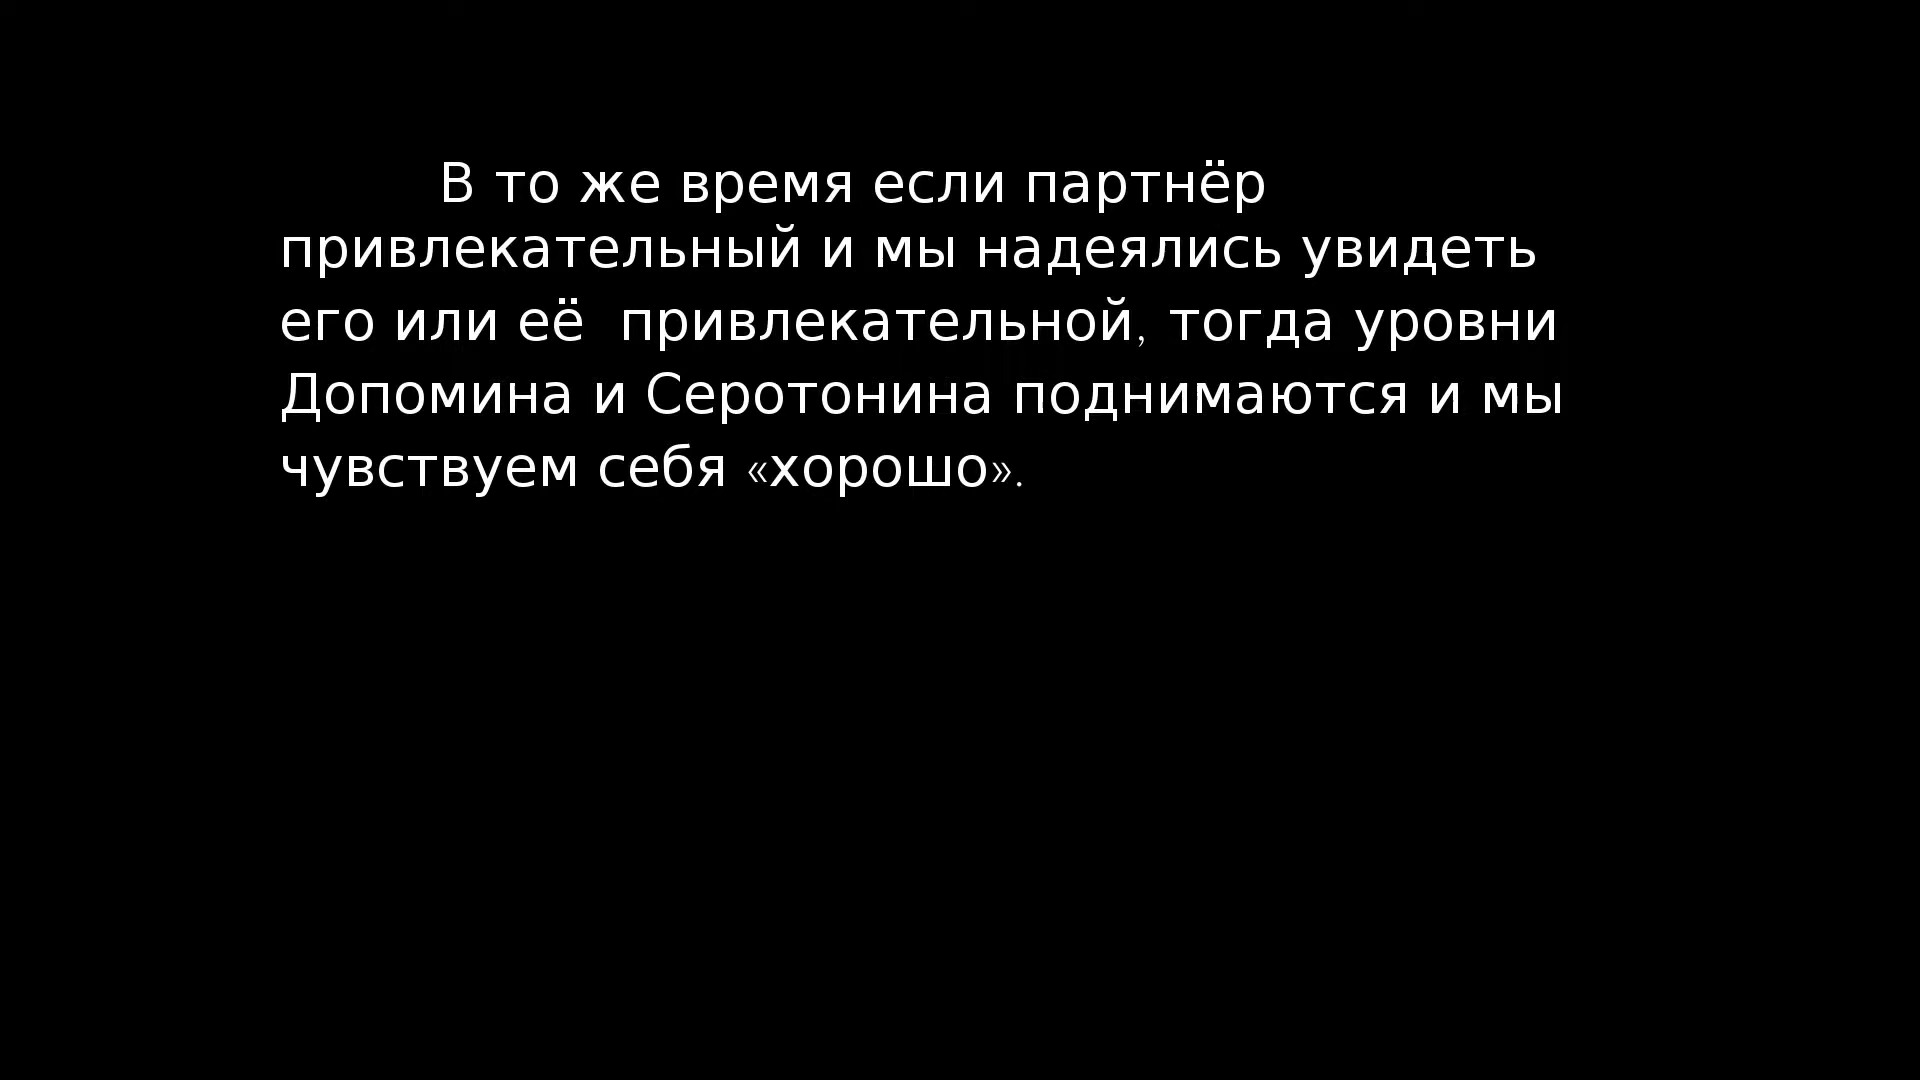 В то же время если партнёр
привлекательный и мы надеялись увидеть
его или её  привлекательной, тогда уровни
Допомина и Серотонина поднимаются и мы
чувствуем себя «хорошо».